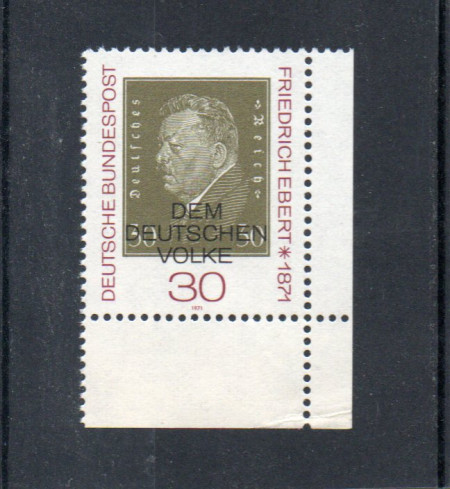 DEUTSCHE BUNDESPOST
Deutsches
Reich
FRIEDRICH EBERT * 1871
DEM
50 DEUTSCHEN 50
VOLKE
30
1971